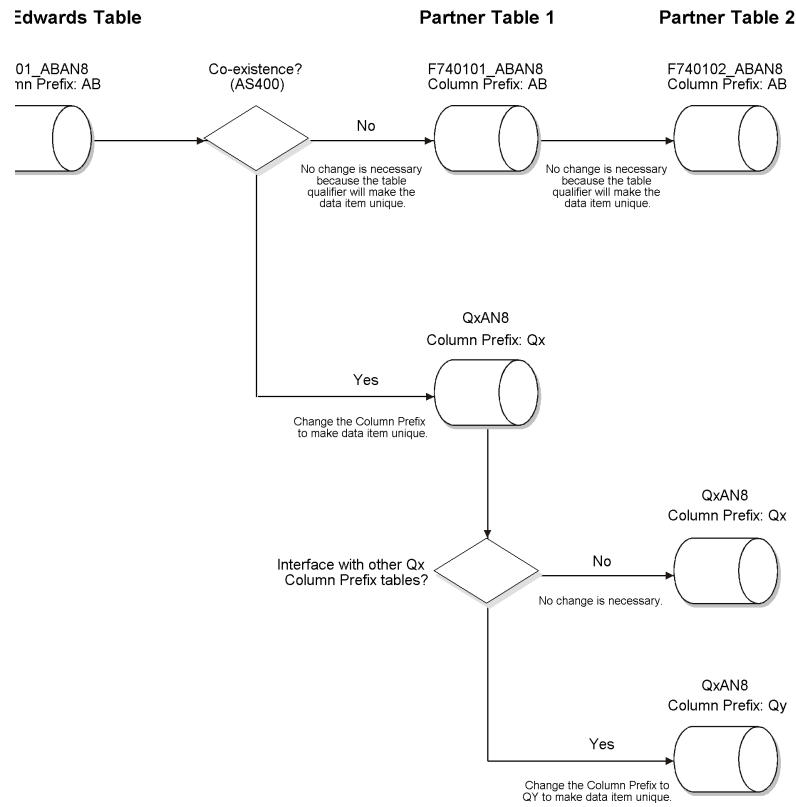 Edwards Table
Partner Table 1
Partner Table 2
01_ABAN8
mn Prefix: AB
Co-existence?
(AS400)
F740101_ABAN8
Column Prefix: AB
F740102_ABAN8
Column Prefix: AB
No
No change is necessary
because the table
qualifier will make the
data item unique.
No change is necessary
because the table
qualifier will make the
data item unique.
QxAN8
Column Prefix: Qx
Yes
Change the Column Prefix
to make data item unique.
QxAN8
Column Prefix: Qx
Interface with other Qx
Column Prefix tables?
No
No change is necessary.
QxAN8
Column Prefix: Qy
Yes
Change the Column Prefix to
QY to make data item unique.